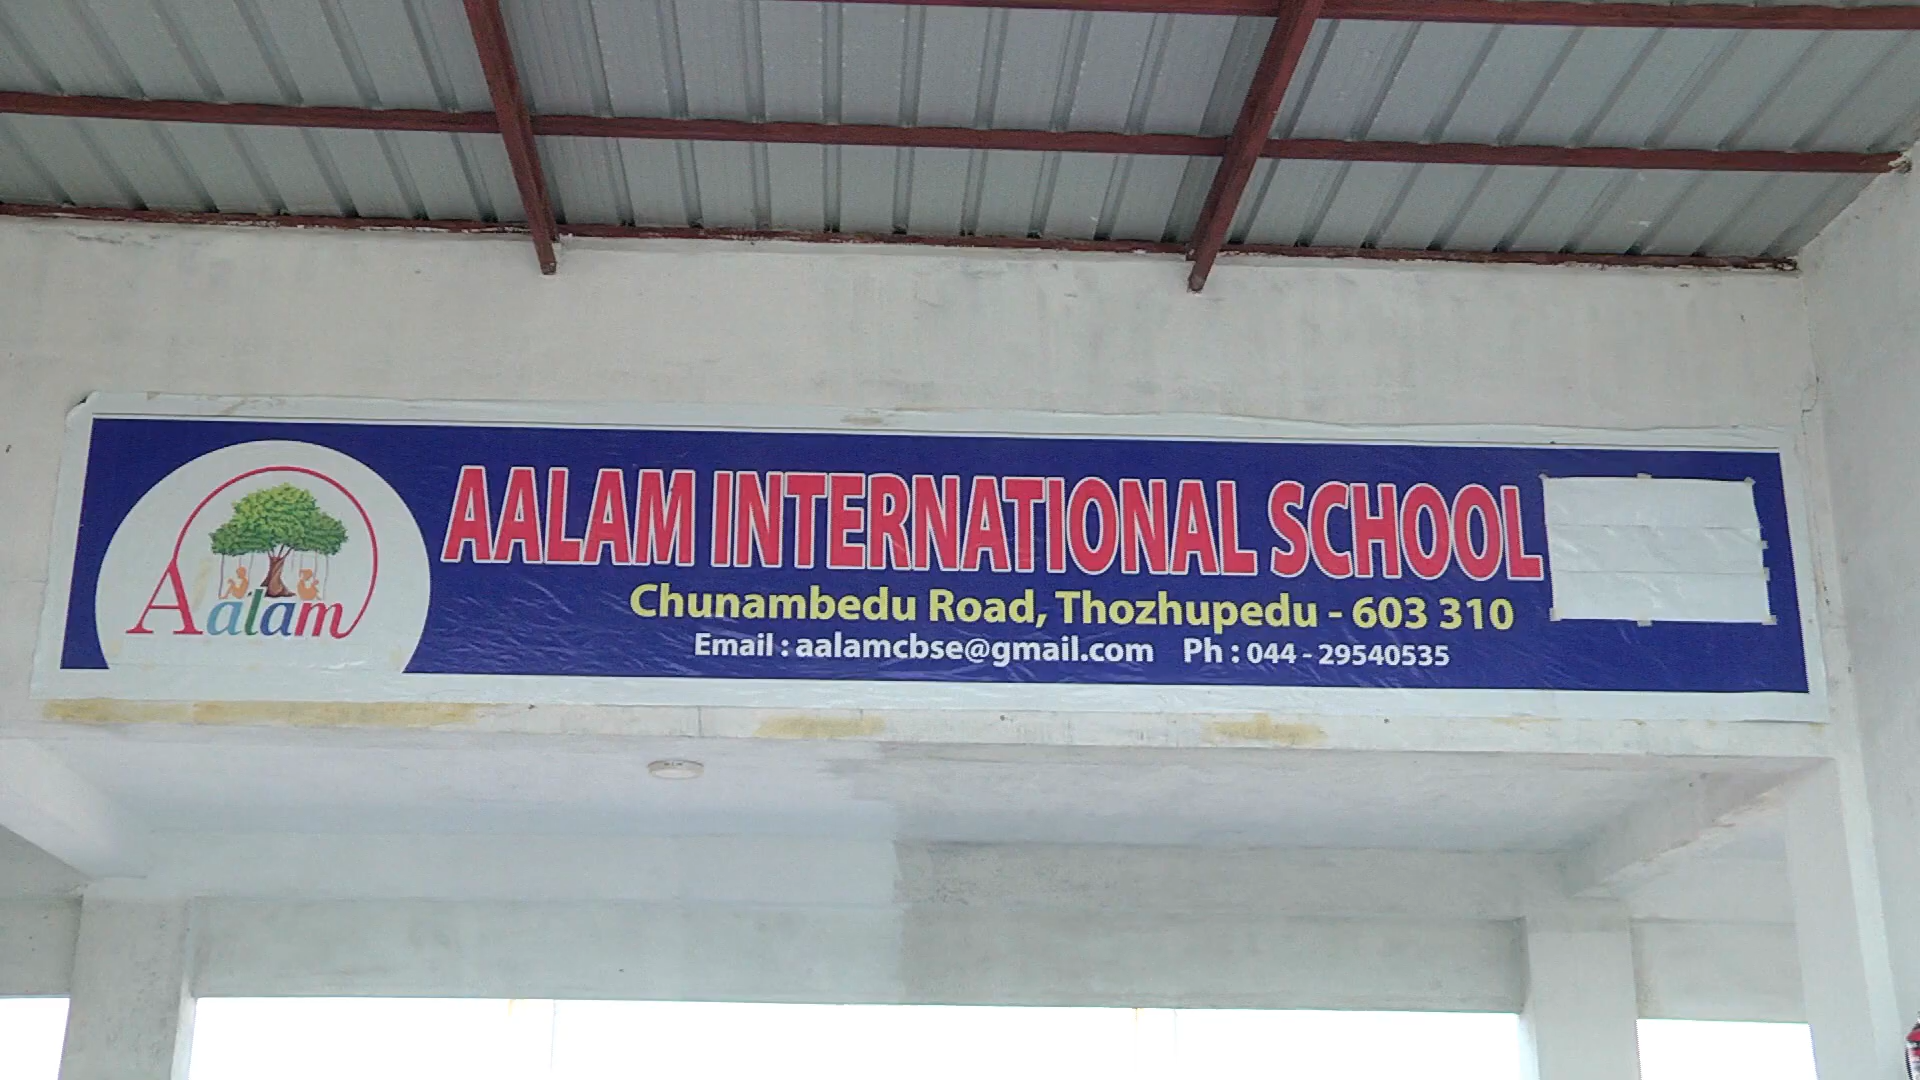 Aalam
AALAM INTERNATIONAL SCHOOL
Chunambedu Road, Thozhupedu - 603 310
Email : aalamcbse@gmail.com Ph : 044 - 29540535